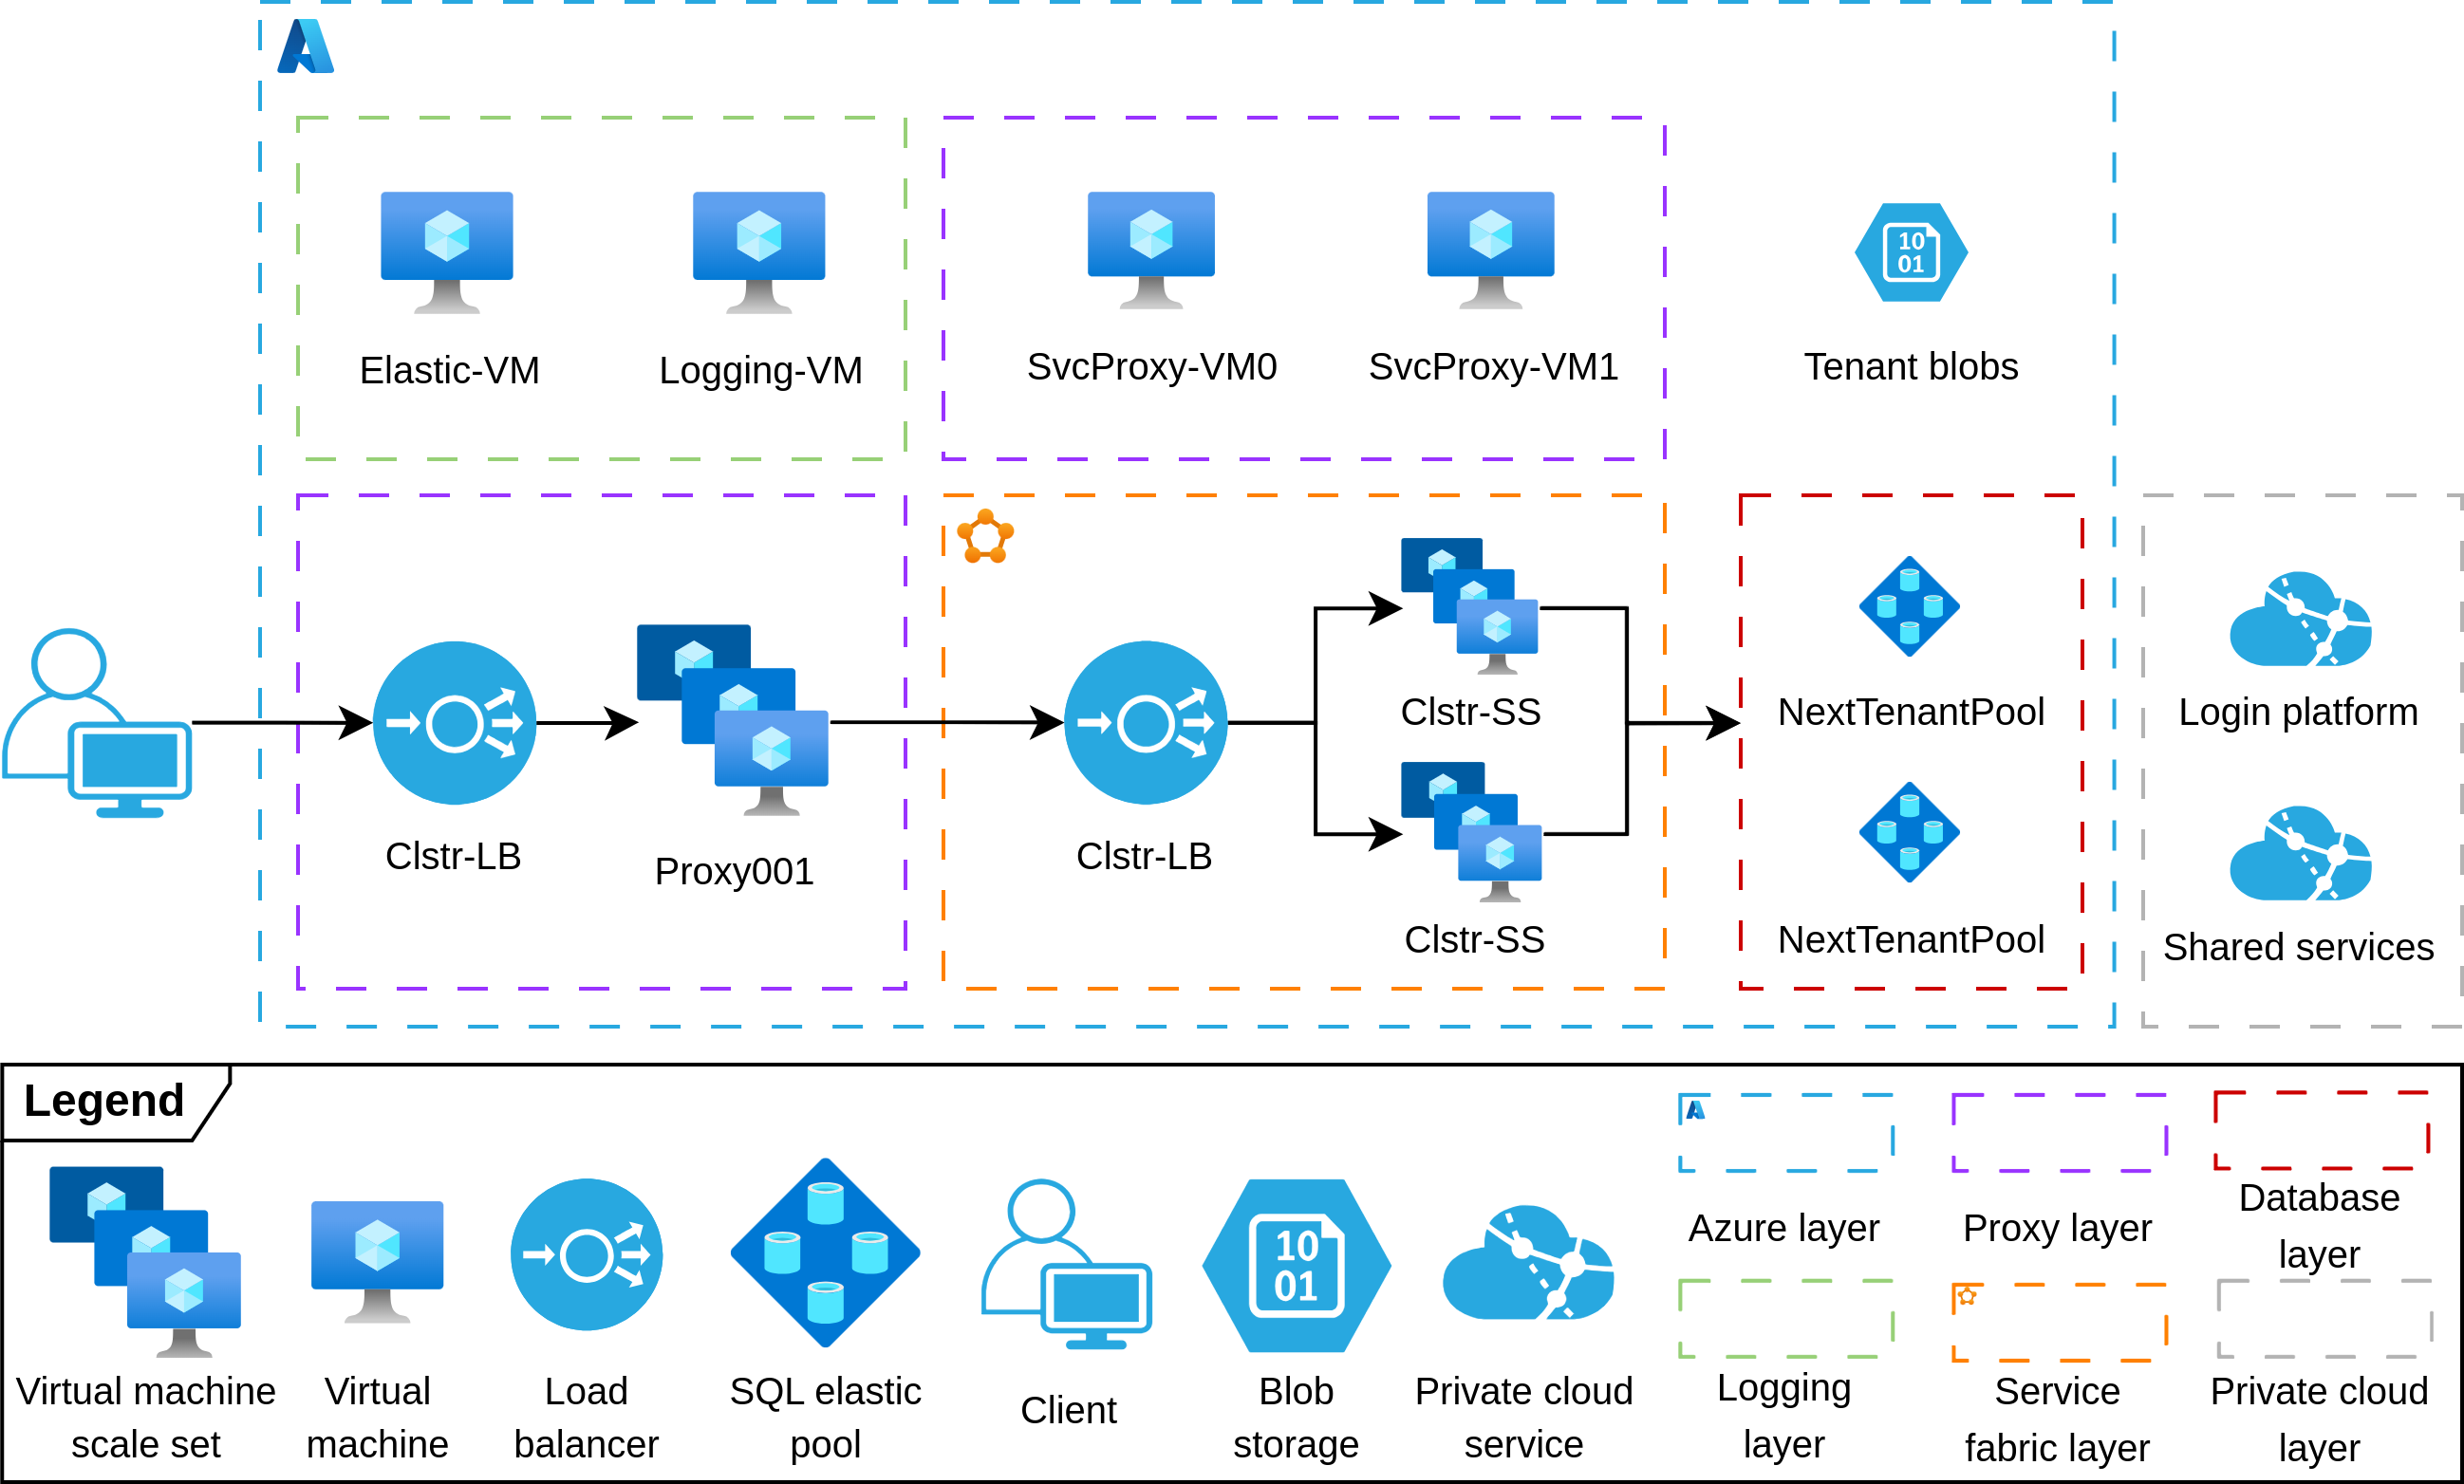 Elastic-VM
Logging-VM
SvcProxy-VM0
SvcProxy-VM1
10
01
Tenant blobs
Clstr-LB
Proxy001
Clstr-LB
Clstr-SS
Clstr-SS
NextTenantPool
NextTenantPool
Login platform
Shared services
Legend
Virtual machine
scale set
Virtual
machine
Load
balancer
SQL elastic
pool
Client
10
01
Blob
storage
Private cloud
service
Azure layer
Proxy layer
Database
layer
Logging
layer
Service
fabric layer
Private cloud
layer